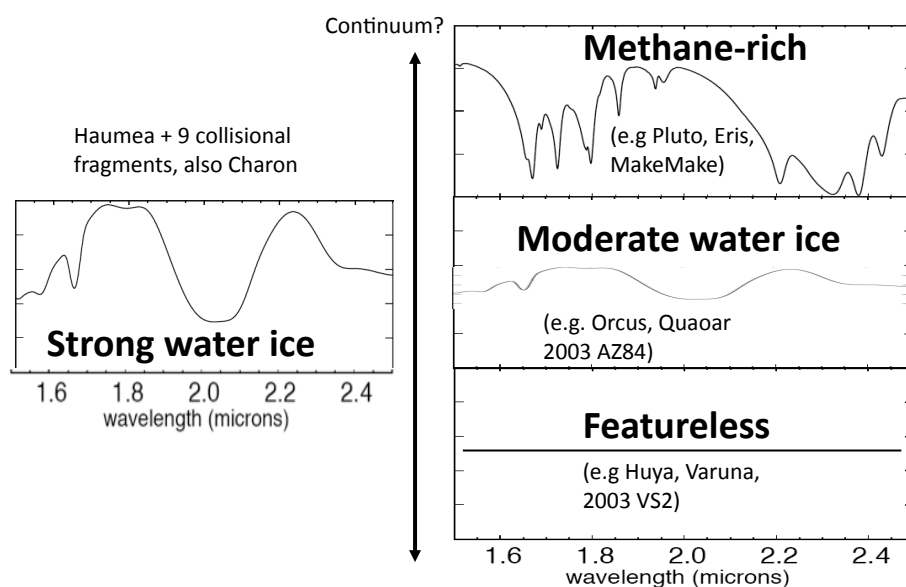 Continuum?
Haumea + 9 collisional
fragments, also Charon
Strong water ice
1.6 1.8 2.0 2.2 2.4
wavelength (microns)
Methane-rich
(e.g Pluto, Eris,
MakeMake)
Moderate water ice
(e.g. Orcus, Quaoar
2003 AZ84)
Featureless
(e.g Huya, Varuna,
2003 VS2)
1.6 1.8 2.0 2.2 2.4
wavelength (microns)